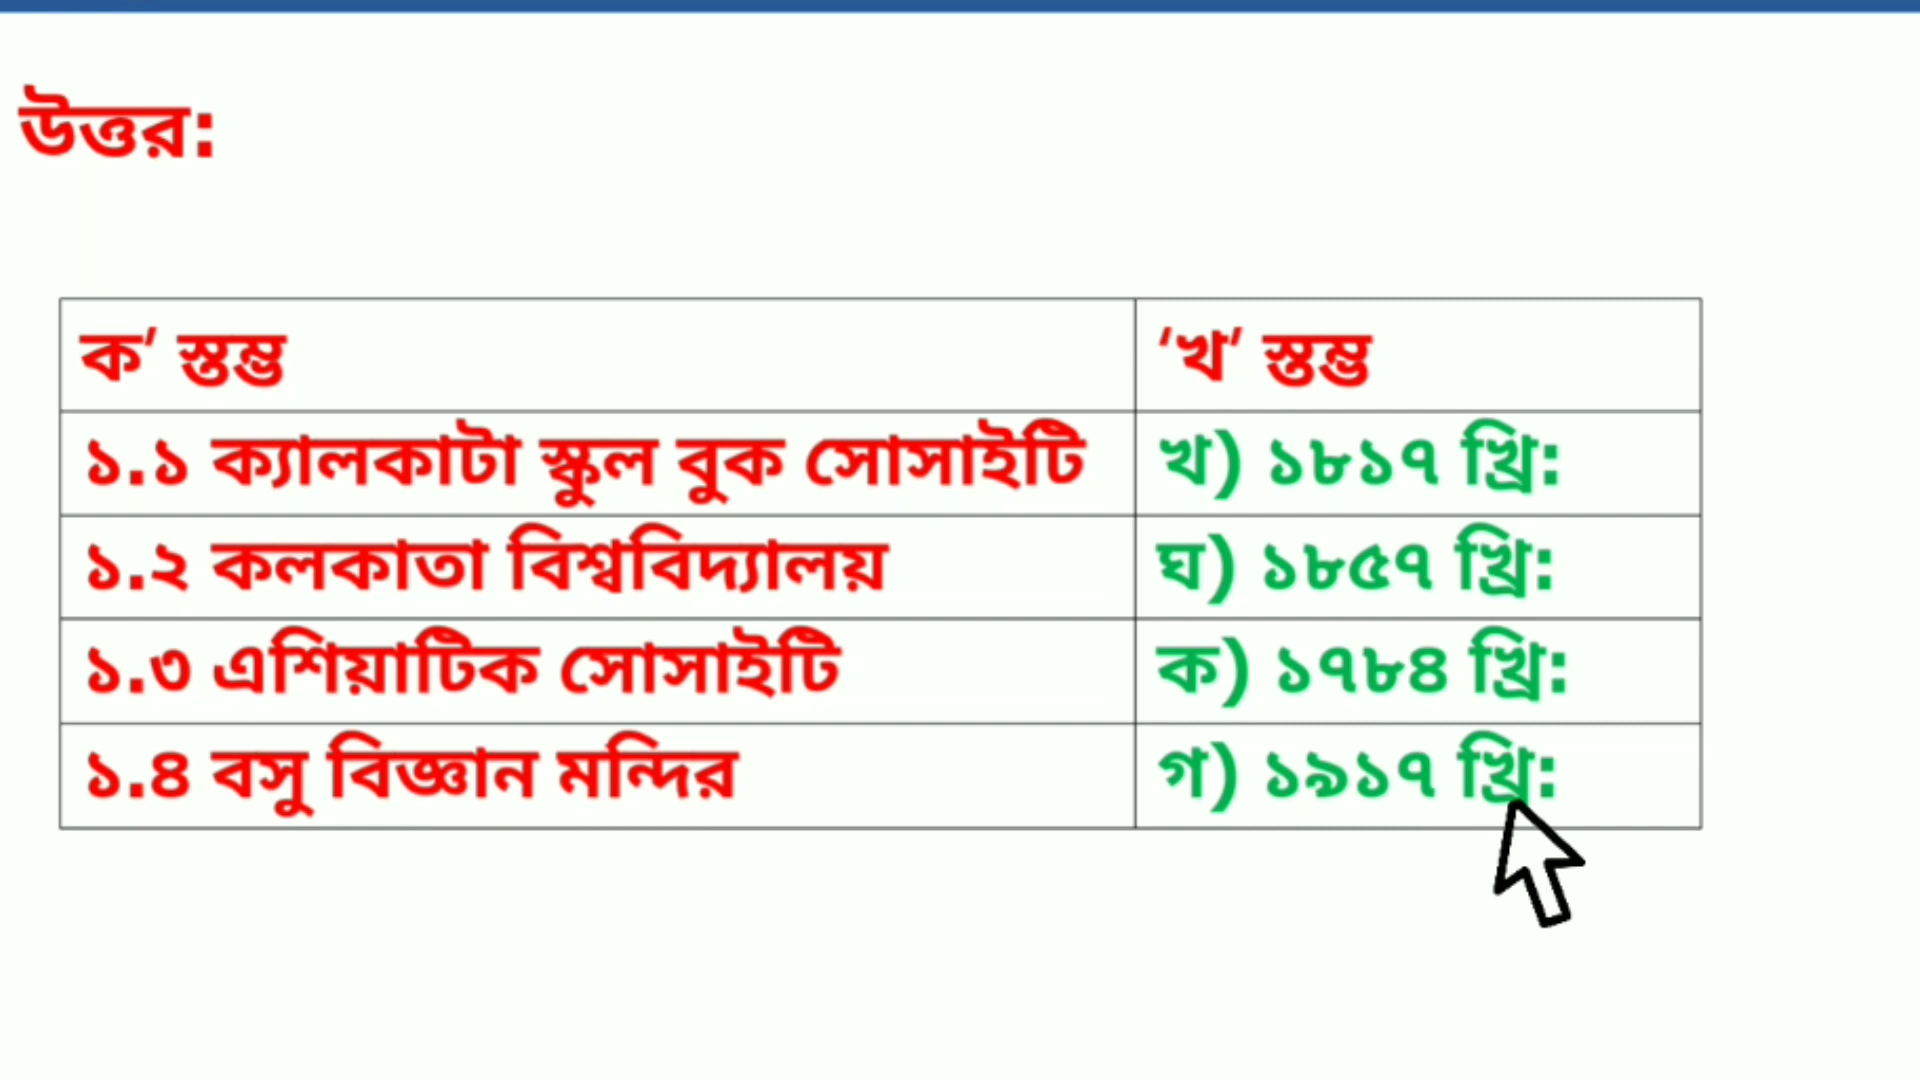 উত্তর:
ক’ স্তম্ভ ‘খ’ স্তম্ভ
১.১ ক্যালকাটা স্কুল বুক সোসাইটি খ) ১৮১৭ খ্রি:
১.২ কলকাতা বিশ্ববিদ্যালয় ঘ) ১৮৫৭ খ্রি:
১.৩ এশিয়াটিক সোসাইটি ক) ১৭৮৪ খ্রি:
১.৪ বসু বিজ্ঞান মন্দির গ) ১৯১৭ খ্রি: